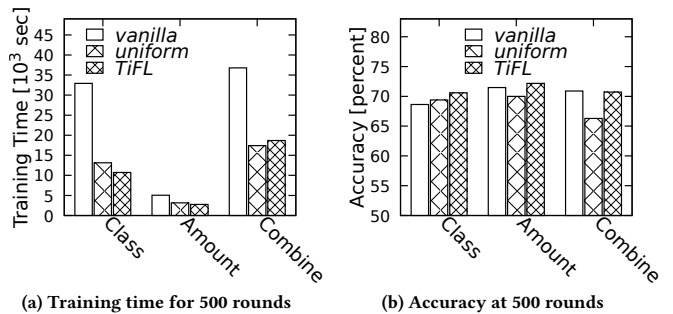 Training Time [10³ sec]
45
40
35
30
25
20
15
10
5
0
vanilla
uniform
TiFL
Class
Amount
Combine
(a) Training time for 500 rounds
Accuracy [percent]
80
75
70
65
60
55
50
vanilla
uniform
TiFL
Class
Amount
Combine
(b) Accuracy at 500 rounds